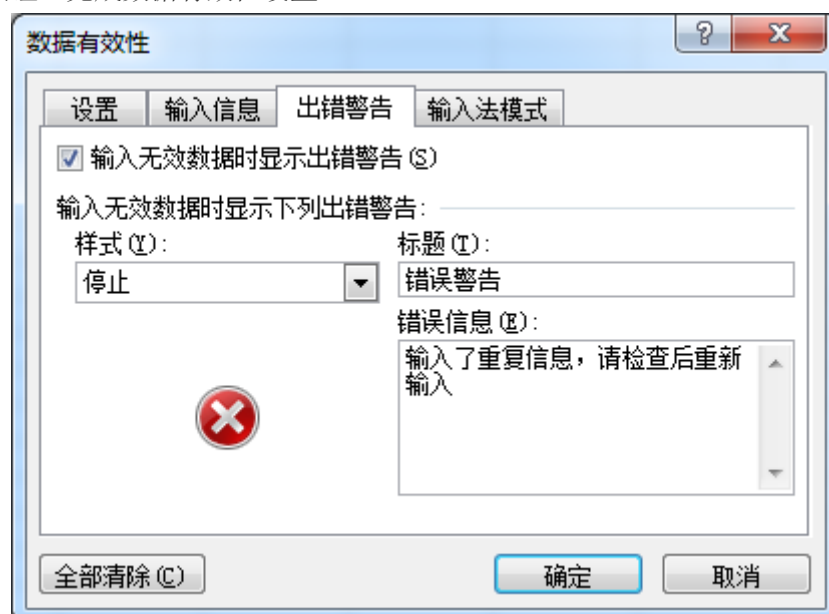 数据有效性
设置 输入信息 出错警告 输入法模式
输入无效数据时显示出错警告(S)
输入无效数据时显示下列出错警告:
样式(Y): 标题(T):
停止 错误警告
错误信息(E):
输入了重复信息，请检查后重新
输入
全部清除(C) 确定 取消